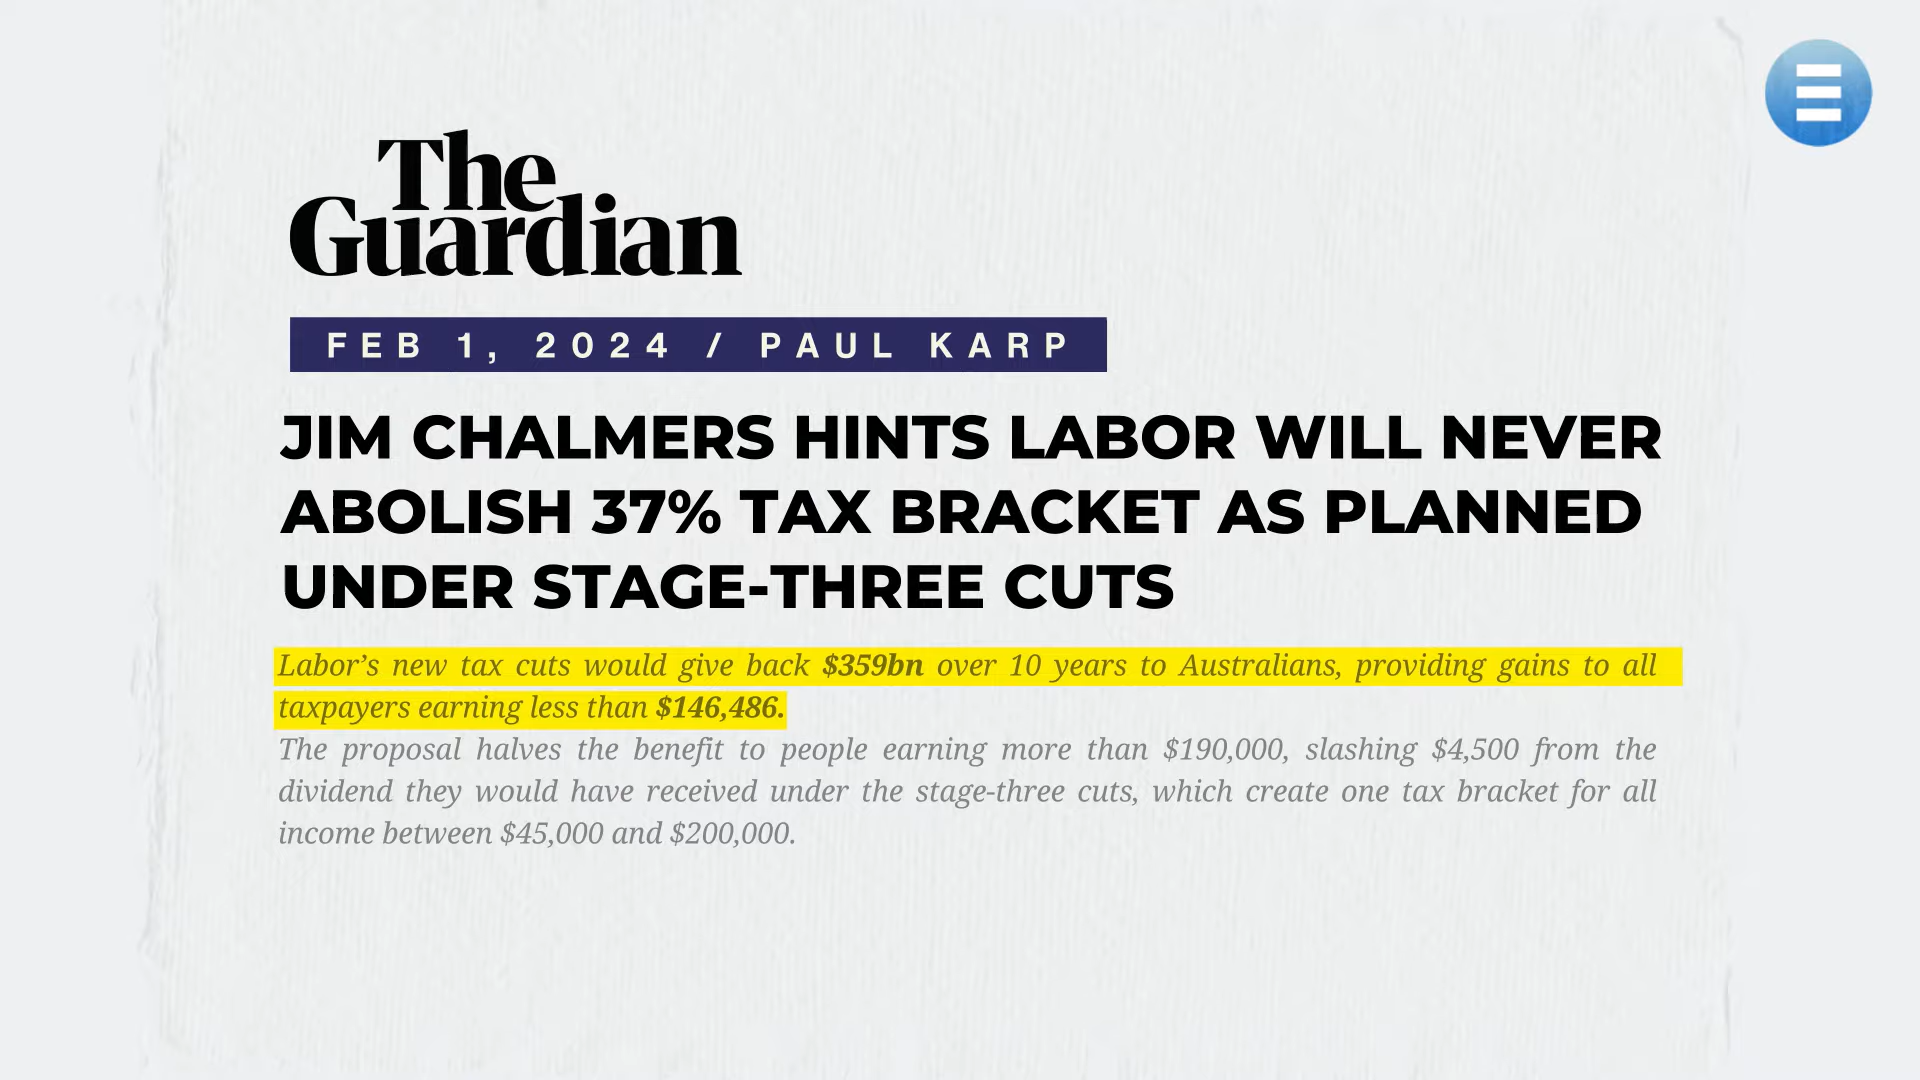 The
Guardian
FEB 1, 2024 / PAUL KARP
JIM CHALMERS HINTS LABOR WILL NEVER
ABOLISH 37% TAX BRACKET AS PLANNED
UNDER STAGE-THREE CUTS
Labor’s new tax cuts would give back $359bn over 10 years to Australians, providing gains to all
taxpayers earning less than $146,486.
The proposal halves the benefit to people earning more than $190,000, slashing $4,500 from the
dividend they would have received under the stage-three cuts, which create one tax bracket for all
income between $45,000 and $200,000.